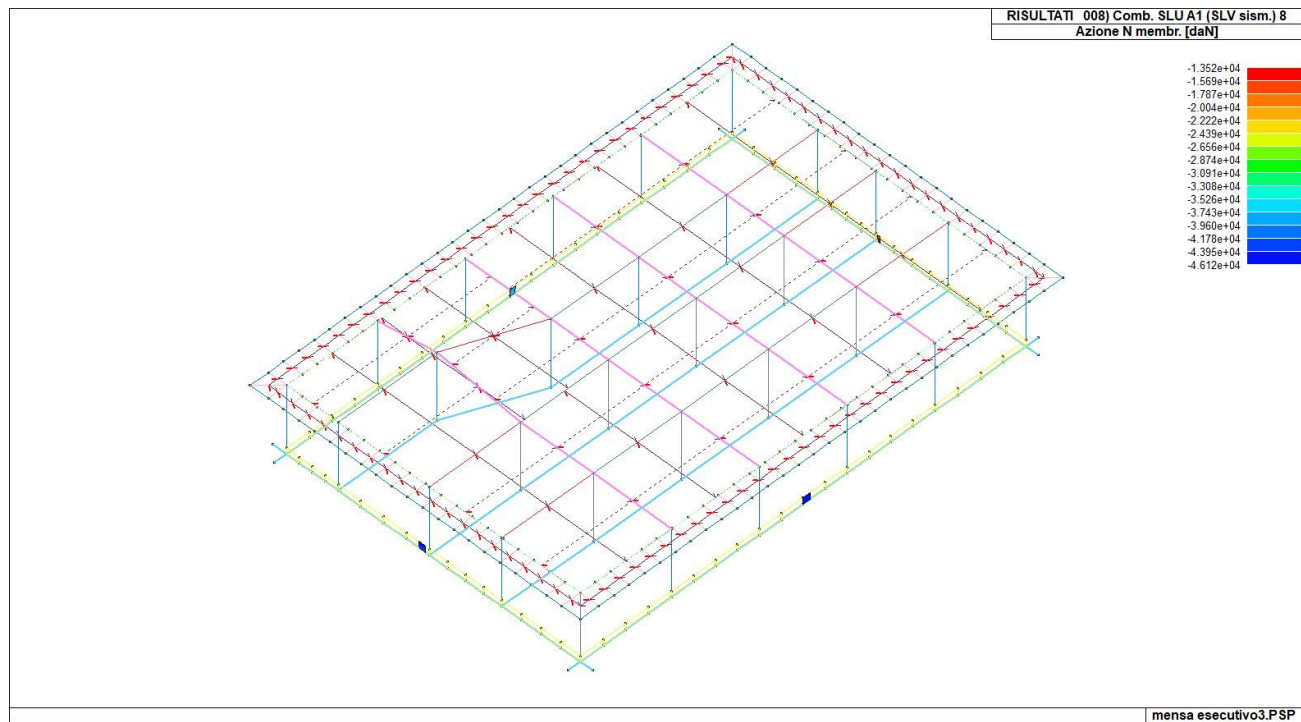 RISULTATI 008) Comb. SLU A1 (SLV sism.) 8
Azione N membr. [daN]
-1.352e+04
-1.569e+04
-1.787e+04
-2.004e+04
-2.222e+04
-2.439e+04
-2.656e+04
-2.874e+04
-3.091e+04
-3.308e+04
-3.526e+04
-3.743e+04
-3.960e+04
-4.178e+04
-4.395e+04
-4.612e+04
mensa esecutivo3.PSP